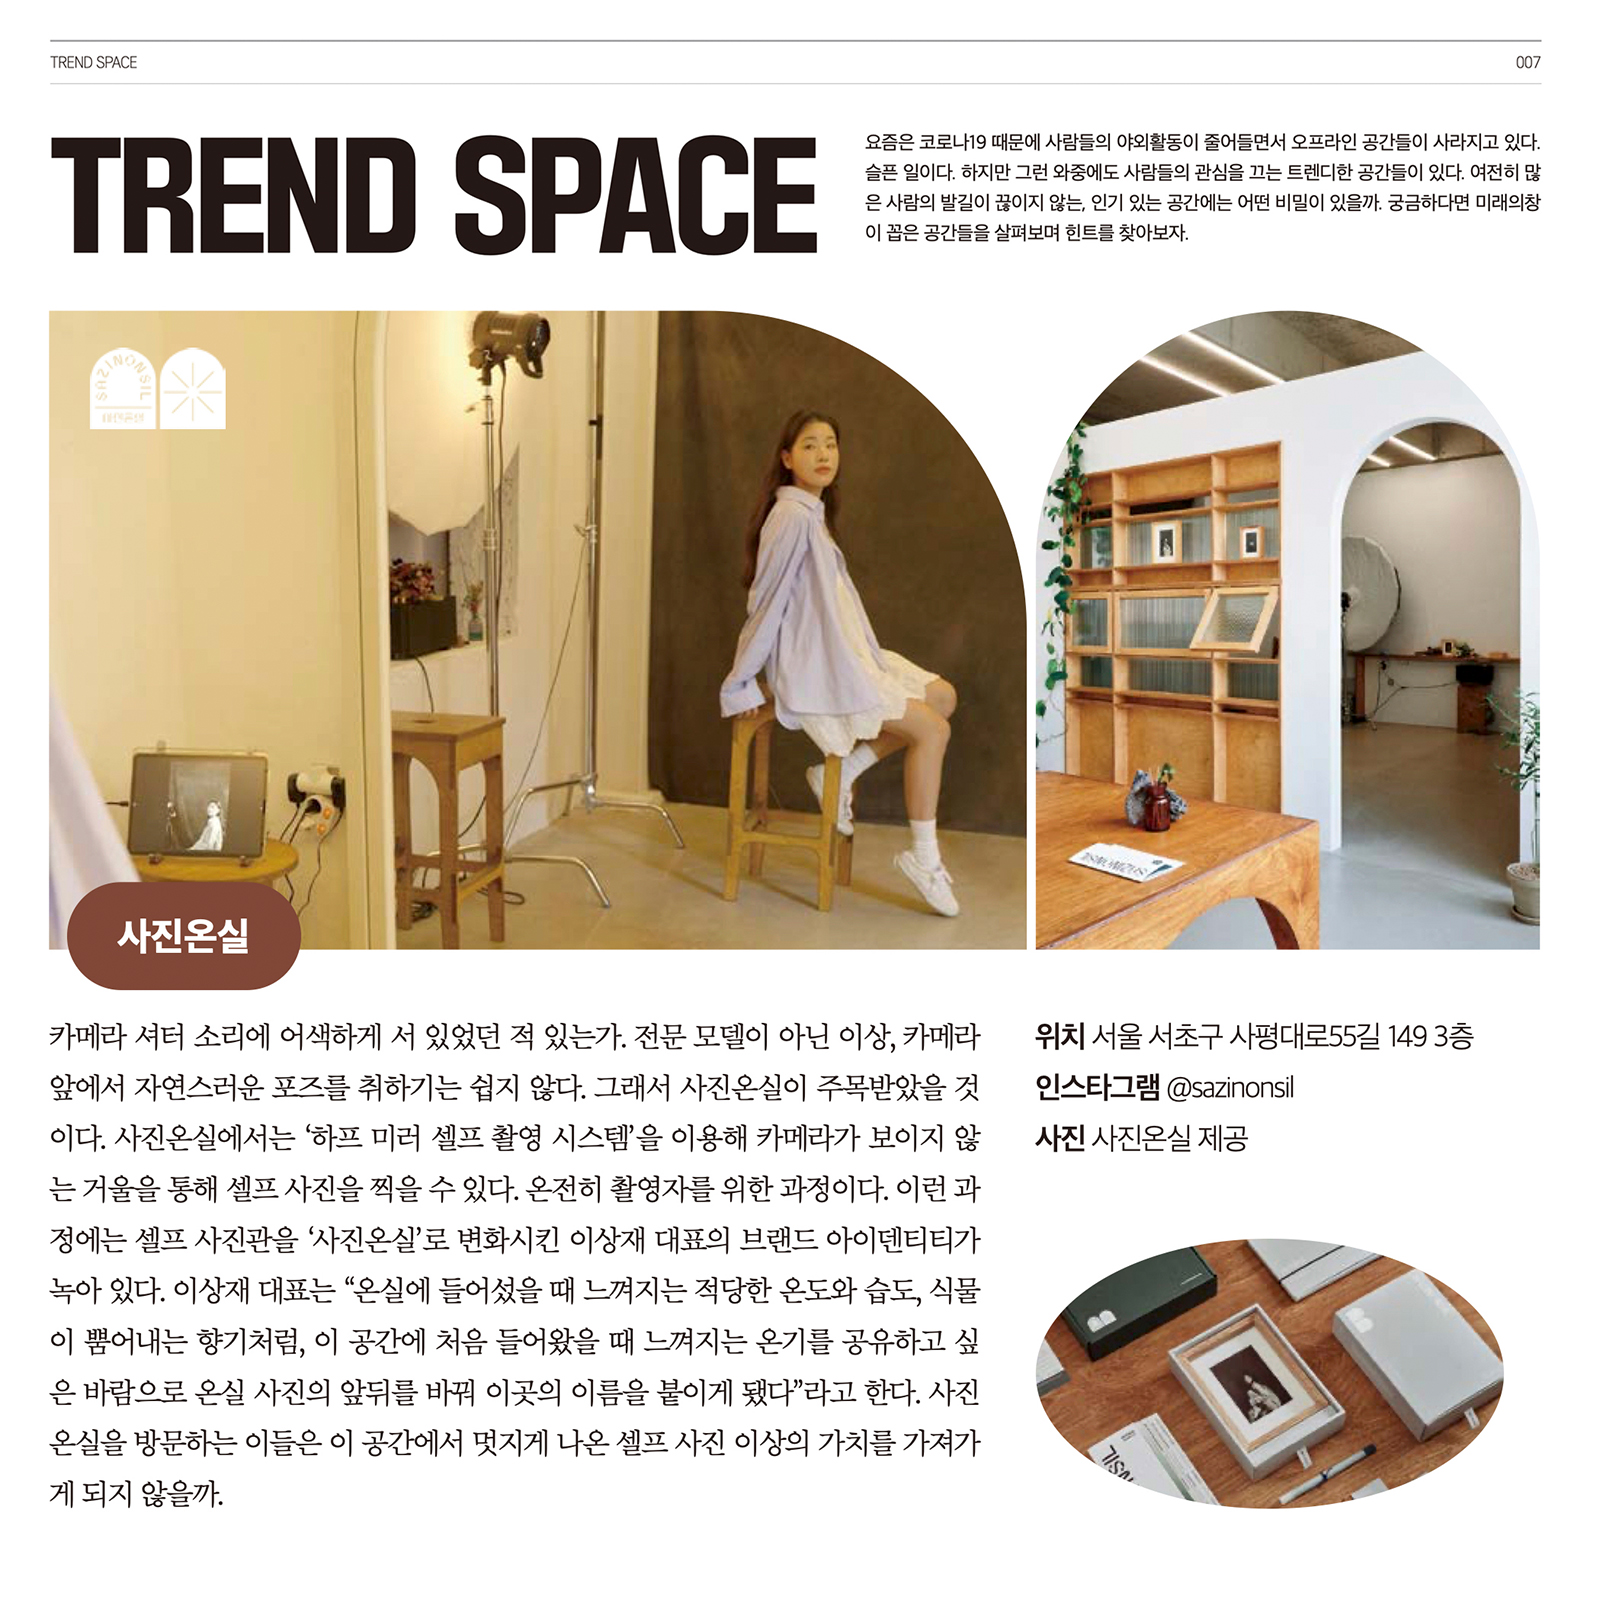 TREND SPACE
007
TREND SPACE
요즘은 코로나19 때문에 사람들의 야외활동이 줄어들면서 오프라인 공간들이 사라지고 있다.
슬픈 일이다. 하지만 그런 와중에도 사람들의 관심을 끄는 트렌디한 공간들이 있다. 여전히 많
은 사람의 발길이 끊이지 않는, 인기 있는 공간에는 어떤 비밀이 있을까. 궁금하다면 미래의창
이 꼽은 공간들을 살펴보며 힌트를 찾아보자.
SAZINONSIL
사진온실
SAZINONSIL
사진온실
카메라 셔터 소리에 어색하게 서 있었던 적 있는가. 전문 모델이 아닌 이상, 카메라
앞에서 자연스러운 포즈를 취하기는 쉽지 않다. 그래서 사진온실이 주목받았을 것
이다. 사진온실에서는 ‘하프 미러 셀프 촬영 시스템’을 이용해 카메라가 보이지 않
는 거울을 통해 셀프 사진을 찍을 수 있다. 온전히 촬영자를 위한 과정이다. 이런 과
정에는 셀프 사진관을 ‘사진온실’로 변화시킨 이상재 대표의 브랜드 아이덴티티가
녹아 있다. 이상재 대표는 “온실에 들어섰을 때 느껴지는 적당한 온도와 습도, 식물
이 뿜어내는 향기처럼, 이 공간에 처음 들어왔을 때 느껴지는 온기를 공유하고 싶
은 바람으로 온실 사진의 앞뒤를 바꿔 이곳의 이름을 붙이게 됐다”라고 한다. 사진
온실을 방문하는 이들은 이 공간에서 멋지게 나온 셀프 사진 이상의 가치를 가져가
게 되지 않을까.
위치 서울 서초구 사평대로55길 149 3층
인스타그램 @sazinonsil
사진 사진온실 제공